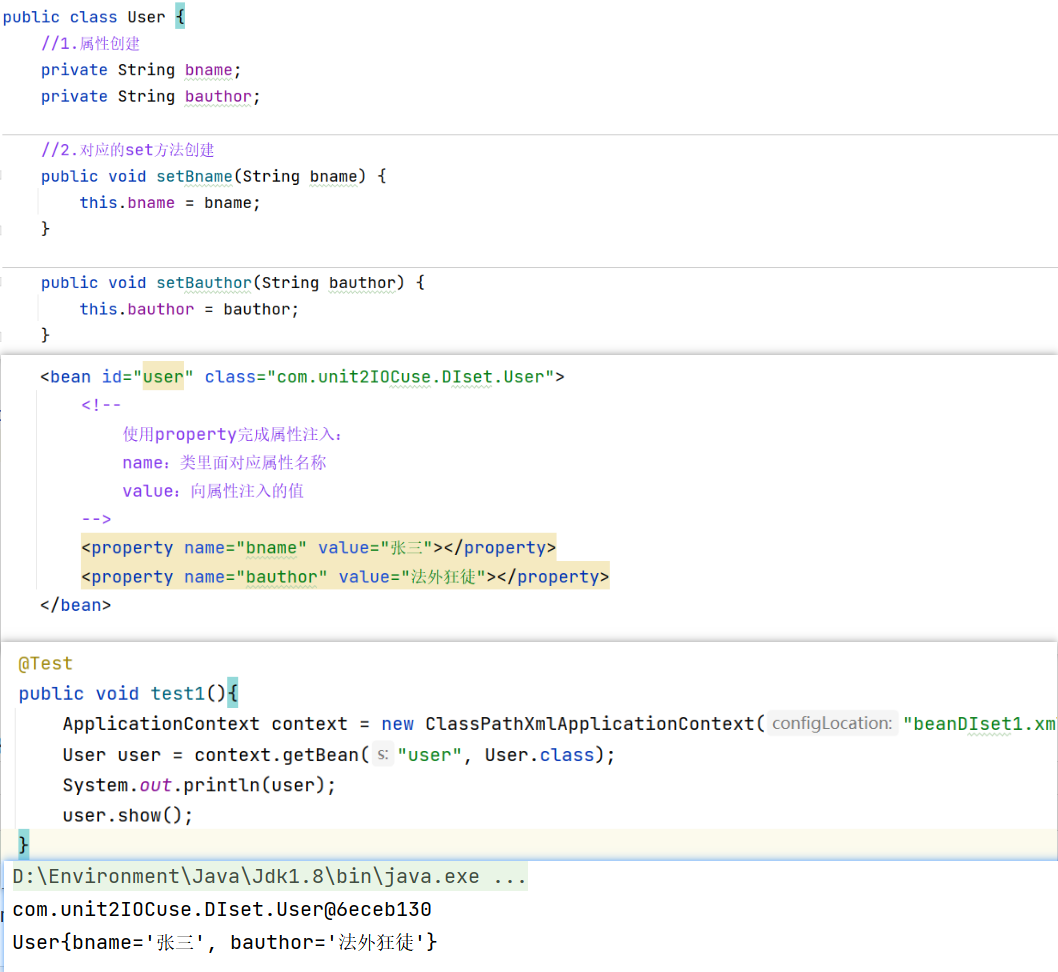 public class User {
//1.属性创建
private String bname;
private String bauthor;
//2.对应的set方法创建
public void setBname(String bname) {
this.bname = bname;
}
public void setBauthor(String bauthor) {
this.bauthor = bauthor;
}
<bean id="user" class="com.unit2IOCuse.DIset.User">
<!--
使用property完成属性注入：
name：类里面对应属性名称
value：向属性注入的值
-->
<property name="bname" value="张三"></property>
<property name="bauthor" value="法外狂徒"></property>
</bean>
@Test
public void test1(){
ApplicationContext context = new ClassPathXmlApplicationContext( configLocation: "beanDIset1.xm
User user = context.getBean( s: "user", User.class);
System.out.println(user);
user.show();
}
D:\Environment\Java\Jdk1.8\bin\java.exe ...
com.unit2IOCuse.DIset.User@6eceb130
User{bname='张三', bauthor='法外狂徒'}